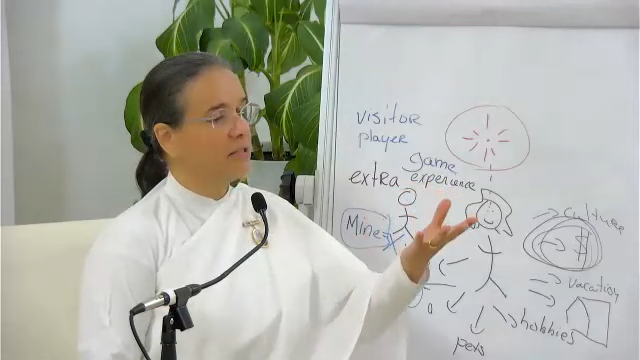 visitor
player
game
extra experience
Mine
culture
$
vacation
hobbies
pets